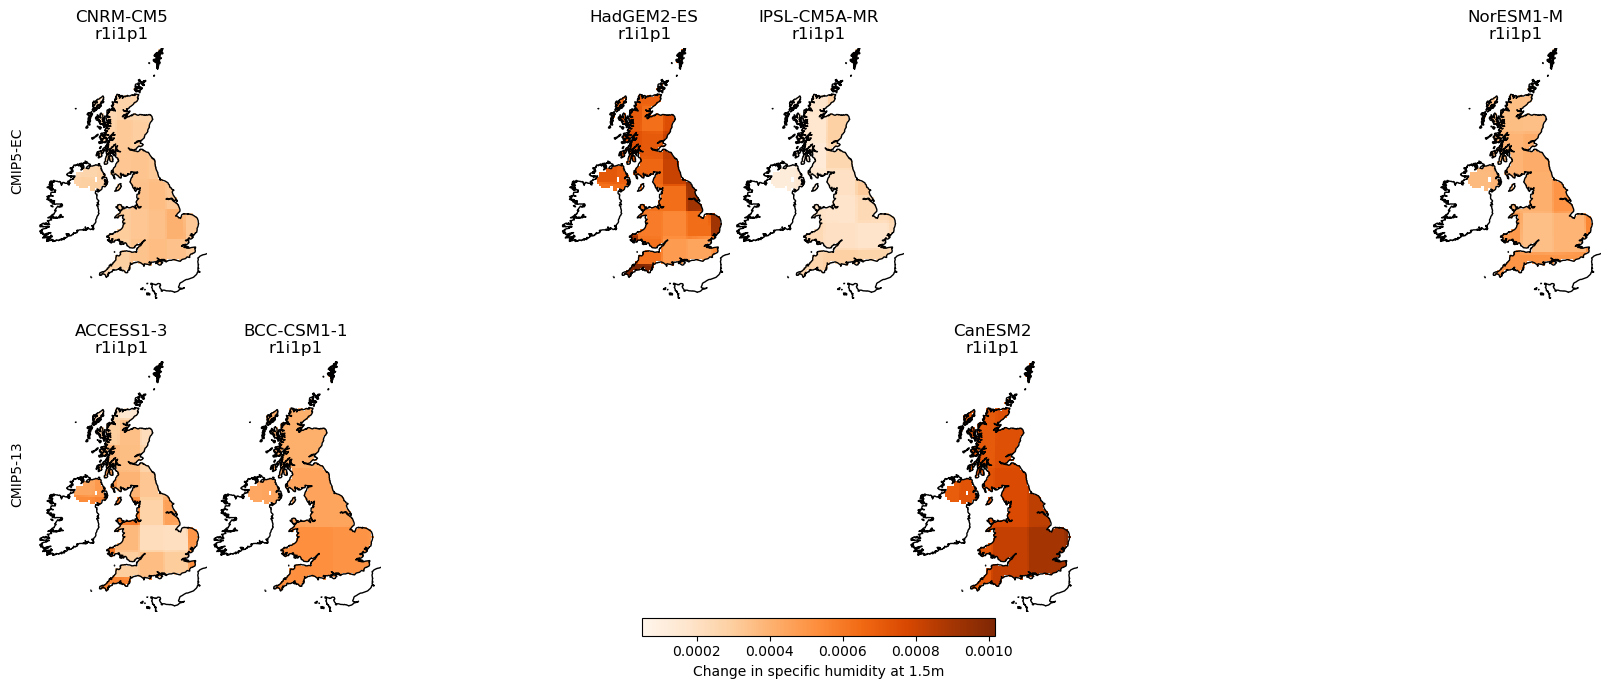 CNRM-CM5
r1i1p1
HadGEM2-ES
r1i1p1
IPSL-CM5A-MR
r1i1p1
NorESM1-M
r1i1p1
CMIP5-EC
ACCESS1-3
r1i1p1
BCC-CSM1-1
r1i1p1
CanESM2
r1i1p1
CMIP5-13
0.0002 0.0004 0.0006 0.0008 0.0010
Change in specific humidity at 1.5m